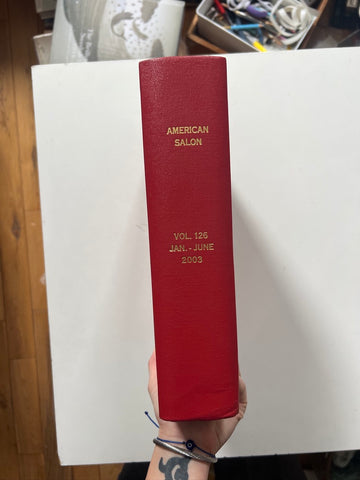 AMERICAN
SALON
VOL. 126
JAN.-JUNE
2003